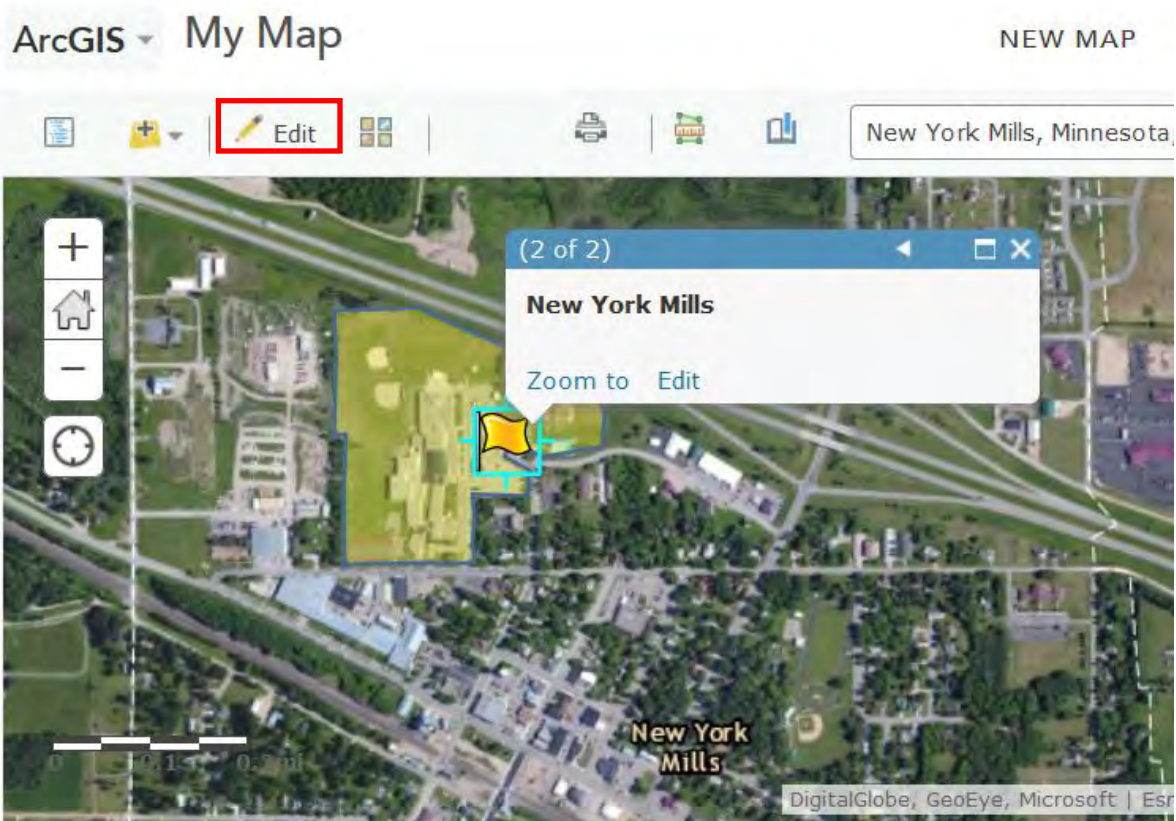 ArcGIS My Map NEW MAP
Edit New York Mills, Minnesota,
(2 of 2)
New York Mills
Zoom to Edit
New York
Mills
0
DigitalGlobe, GeoEye, Microsoft | Esr